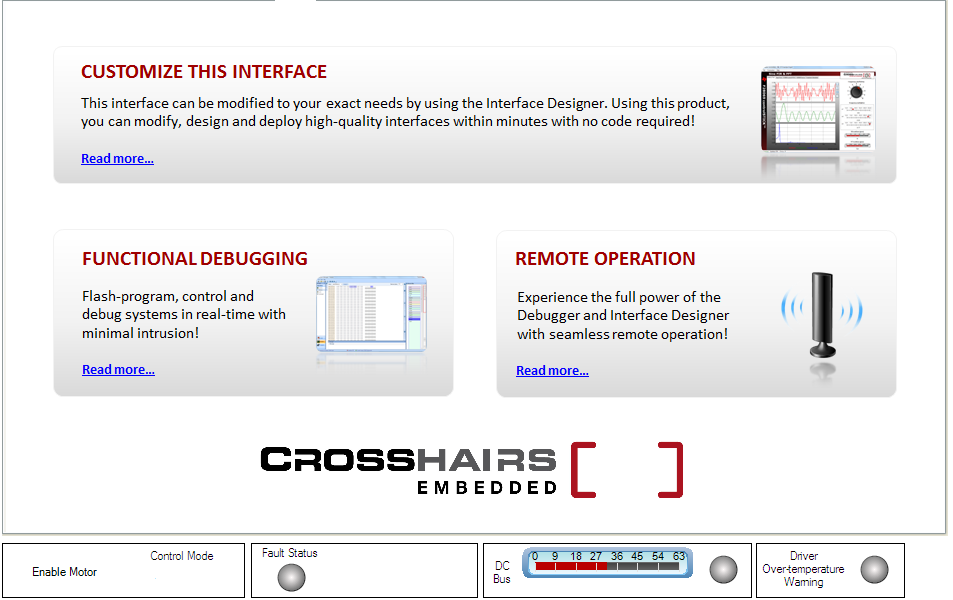 CUSTOMIZE THIS INTERFACE
This interface can be modified to your exact needs by using the Interface Designer. Using this product,
you can modify, design and deploy high-quality interfaces within minutes with no code required!
Read more...
FUNCTIONAL DEBUGGING
Flash-program, control and
debug systems in real-time with
minimal intrusion!
Read more...
REMOTE OPERATION
Experience the full power of the
Debugger and Interface Designer
with seamless remote operation!
Read more...
CROSSHAIRS
EMBEDDED
Enable Motor
Control Mode
Fault Status
DC
Bus
0 9 18 27 36 45 54 63
Driver
Over-temperature
Warning